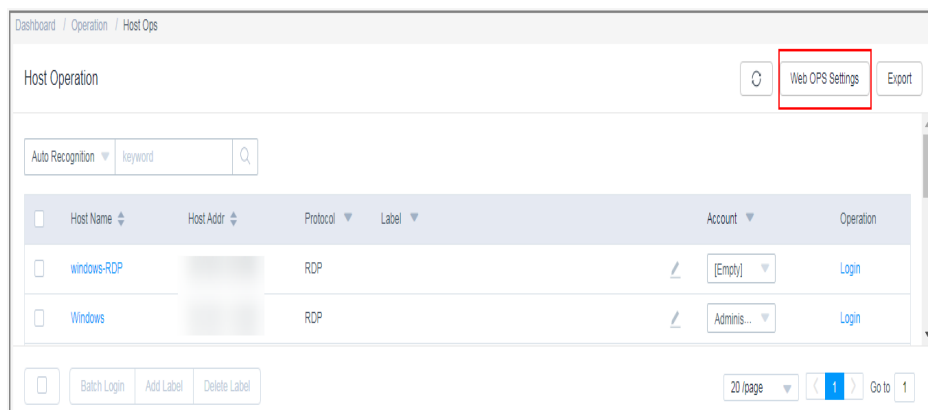 Dashboard / Operation / Host Ops
Host Operation Web OPS Settings Export
Auto Recognition keyword
Host Name Host Addr Protocol Label Account Operation
windows-RDP RDP [Empty] Login
Windows RDP Adminis... Login
Batch Login Add Label Delete Label 20 /page 1 Go to 1